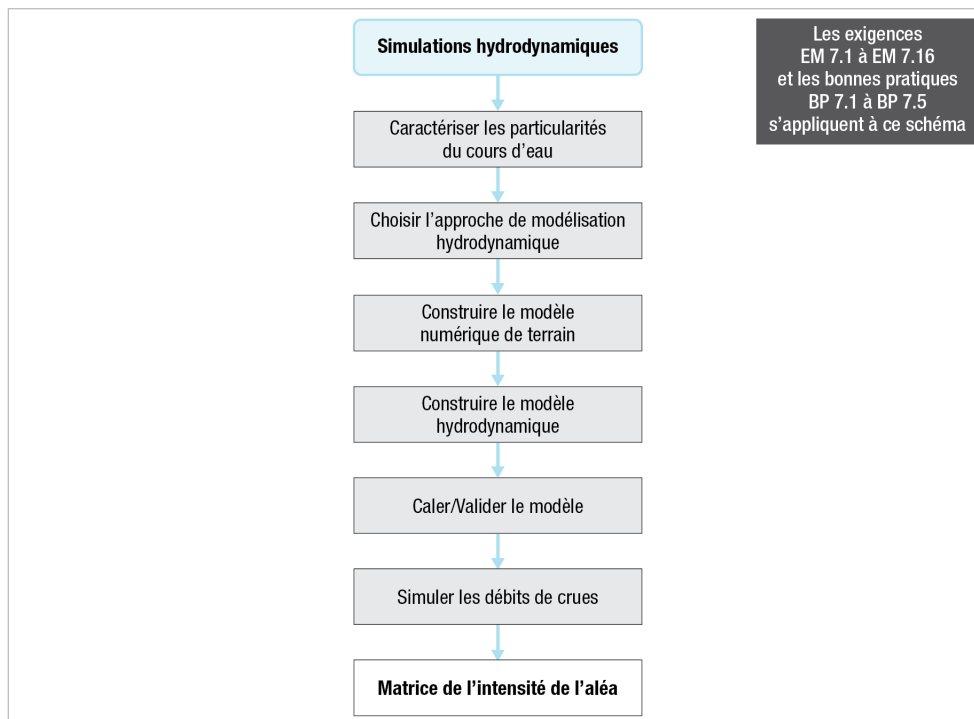 Simulations hydrodynamiques
Les exigences
EM 7.1 à EM 7.16
et les bonnes pratiques
BP 7.1 à BP 7.5
s'appliquent à ce schéma
Caractériser les particularités
du cours d'eau
Choisir l'approche de modélisation
hydrodynamique
Construire le modèle
numérique de terrain
Construire le modèle
hydrodynamique
Caler/Valider le modèle
Simuler les débits de crues
Matrice de l'intensité de l'aléa